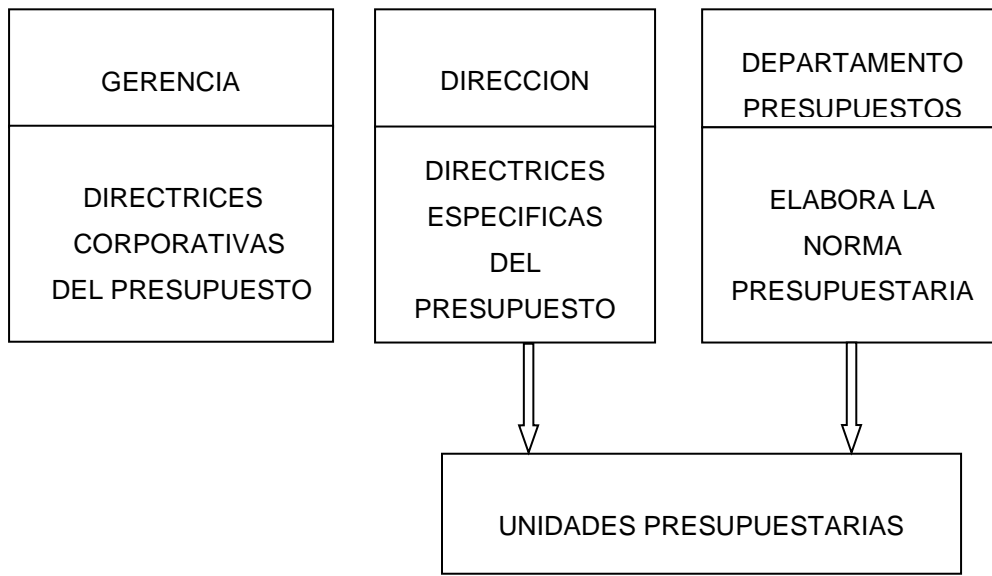 GERENCIA
DIRECTRICES
CORPORATIVAS
DEL PRESUPUESTO
DIRECCION
DIRECTRICES
ESPECIFICAS
DEL
PRESUPUESTO
DEPARTAMENTO
PRESUPUESTOS
ELABORA LA
NORMA
PRESUPUESTARIA
UNIDADES PRESUPUESTARIAS